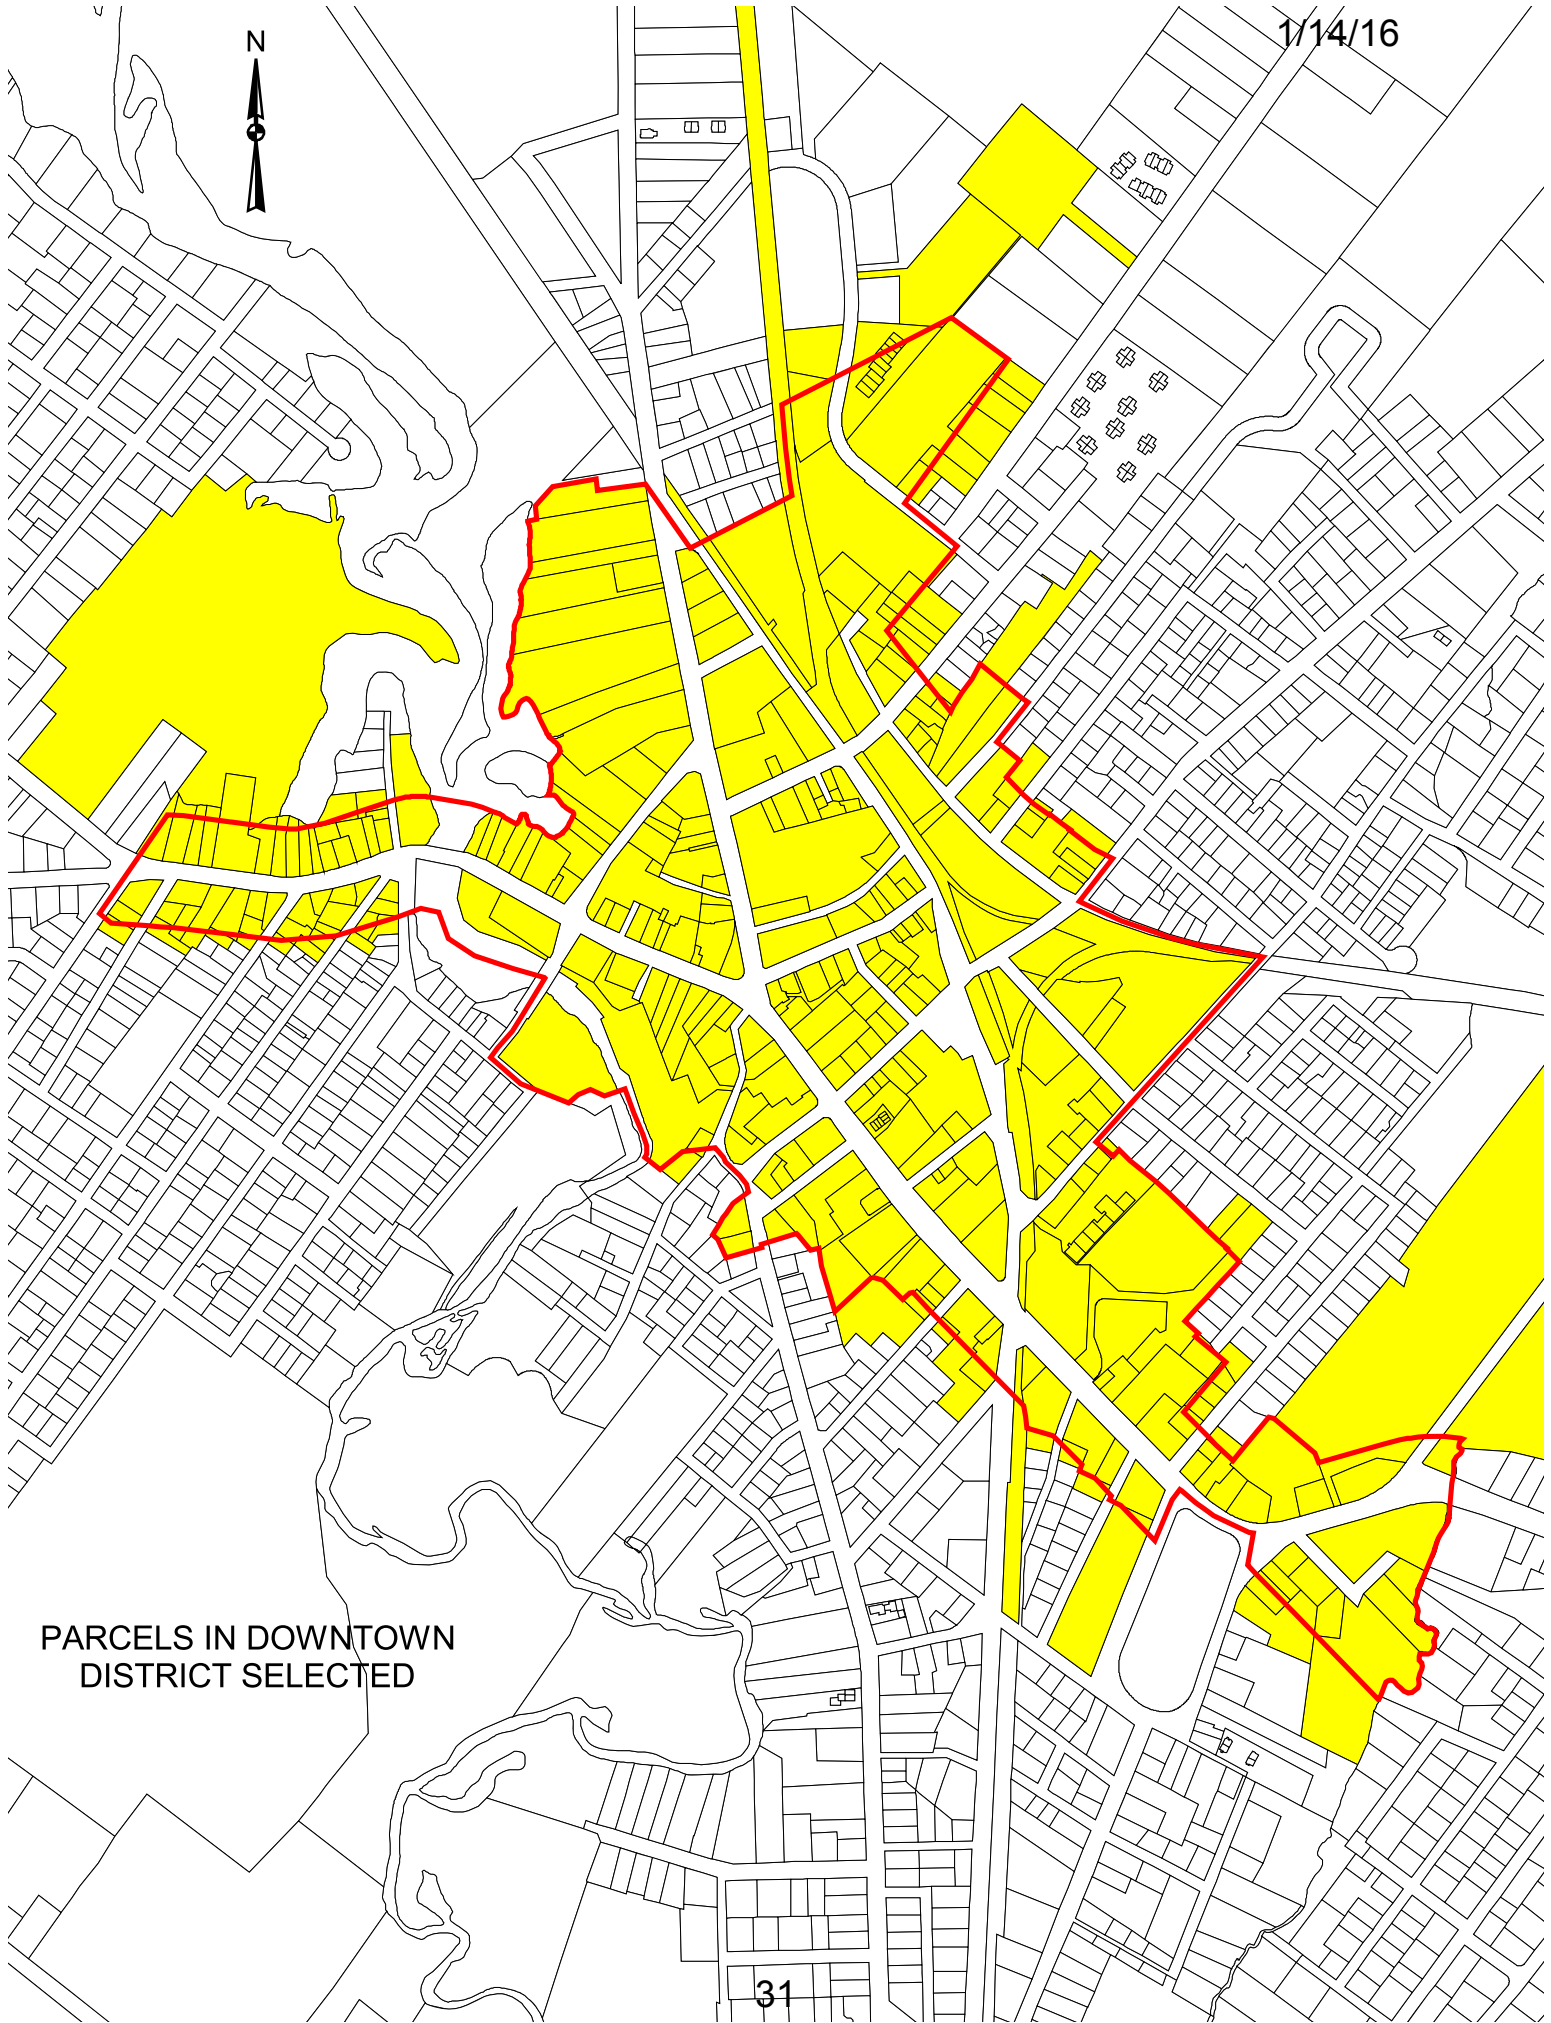 1/14/16
N
PARCELS IN DOWNTOWN
DISTRICT SELECTED
31